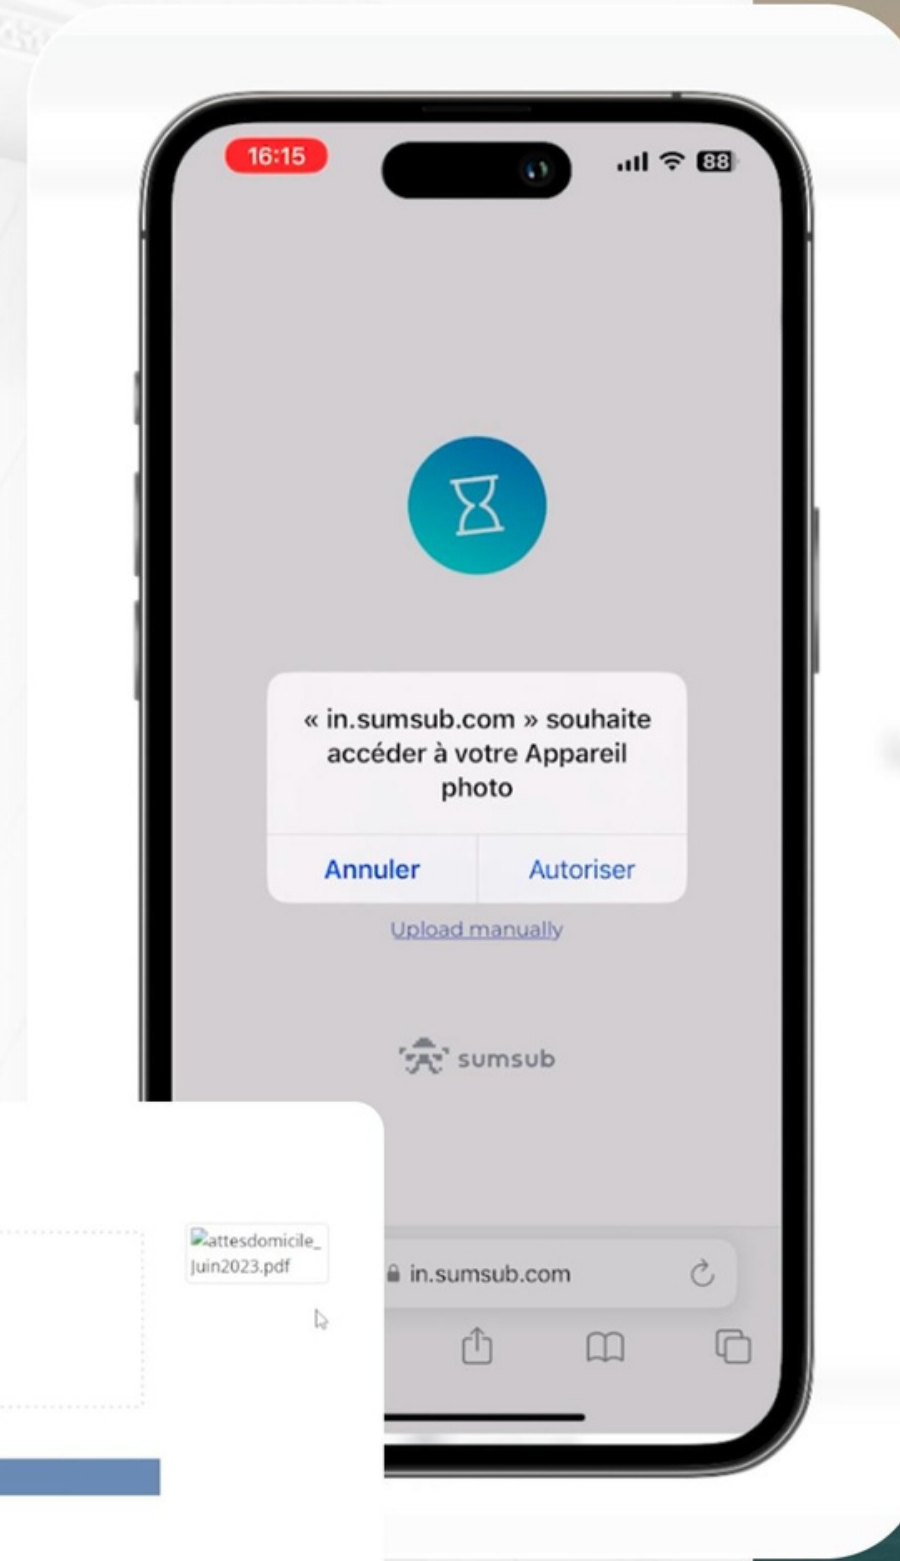 16:15
88
« in.sumsub.com » souhaite
accéder à votre Appareil
photo
Annuler Autoriser
Upload manually
sumsub
attesdomicile_
Juin2023.pdf
in.sumsub.com